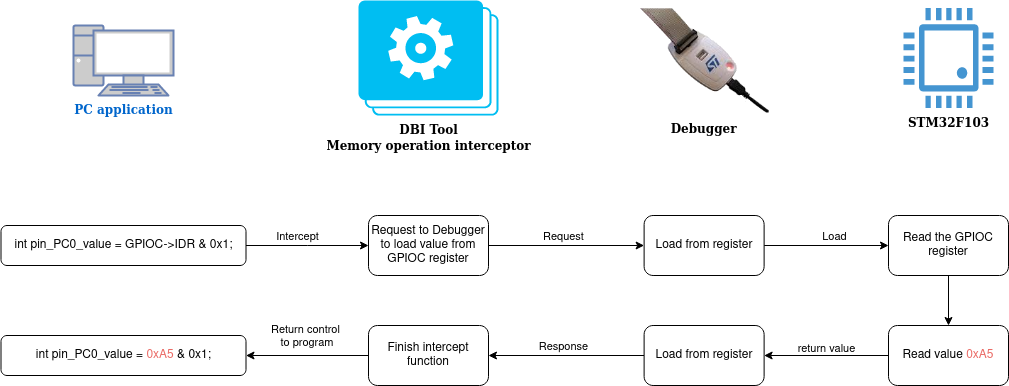 PC application
DBI Tool
Memory operation interceptor
Debugger
STM32F103
int pin_PC0_value = GPIOC->IDR & 0x1;
Intercept
Request to Debugger
to load value from
GPIOC register
Request
Load from register
Load
Read the GPIOC
register
int pin_PC0_value = 0xA5 & 0x1;
Return control
to program
Finish intercept
function
Response
Load from register
return value
Read value 0xA5